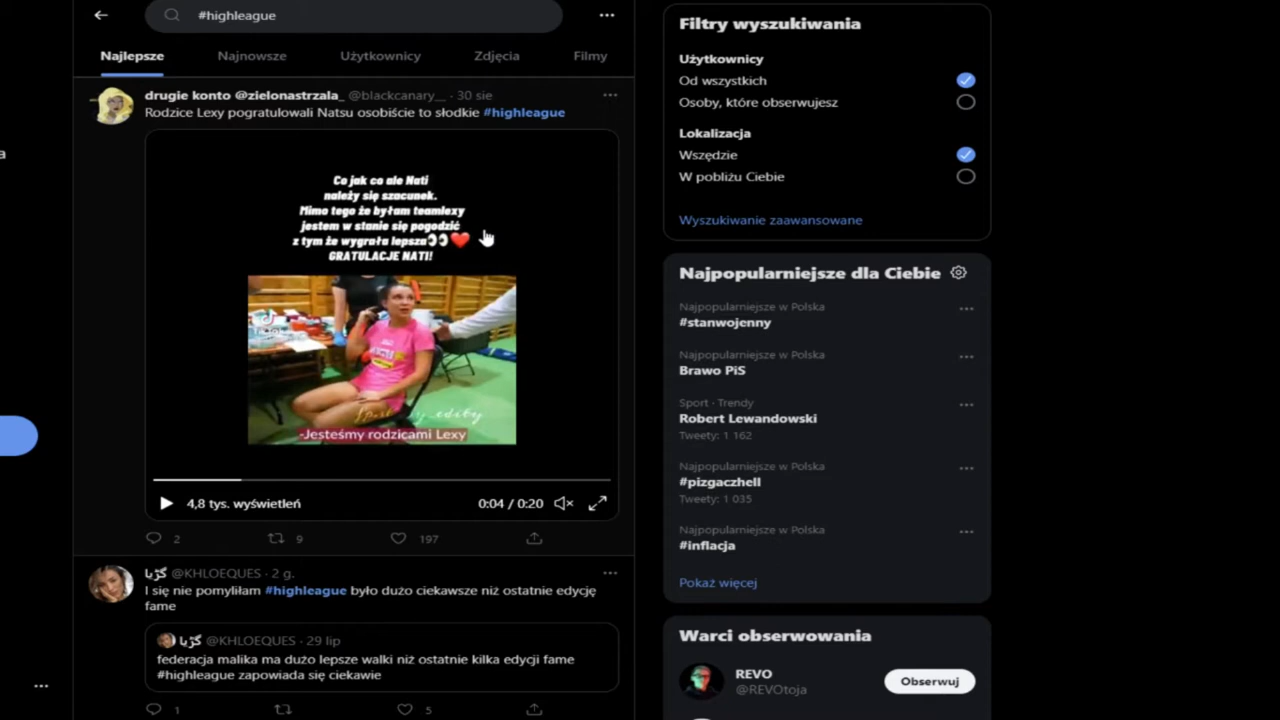 #highleague
Najlepsze
Najnowsze
Użytkownicy
Zdjęcia
Filmy
drugie konto @zielonastrzala_ @blackcanary__ · 30 sie
Rodzice Lexy pogratulowali Natsu osobiście to słodkie #highleague
Co jak co ale Nati
należy się szacunek.
Mimo tego że byłam teamlexy
jestem w stanie się pogodzić
z tym że wygrała lepsza👀❤️
GRATULACJE NATI!
-Jesteśmy rodzicami Lexy
4,8 tys. wyświetleń
0:04 / 0:20
2
9
197
گڑیا @KHLOEQUES · 2 g.
I się nie pomyliłam #highleague było dużo ciekawsze niż ostatnie edycję
fame
گڑیا @KHLOEQUES · 29 lip
federacja malika ma dużo lepsze walki niż ostatnie kilka edycji fame
#highleague zapowiada się ciekawie
1
5
a
Filtry wyszukiwania
Użytkownicy
Od wszystkich
Osoby, które obserwujesz
Lokalizacja
Wszędzie
W pobliżu Ciebie
Wyszukiwanie zaawansowane
Najpopularniejsze dla Ciebie
Najpopularniejsze w Polska
#stanwojenny
Najpopularniejsze w Polska
Brawo PiS
Sport · Trendy
Robert Lewandowski
Tweety: 1 162
Najpopularniejsze w Polska
#pizgaczhell
Tweety: 1 035
Najpopularniejsze w Polska
#inflacja
Pokaż więcej
Warci obserwowania
REVO
@REVOtoja
Obserwuj